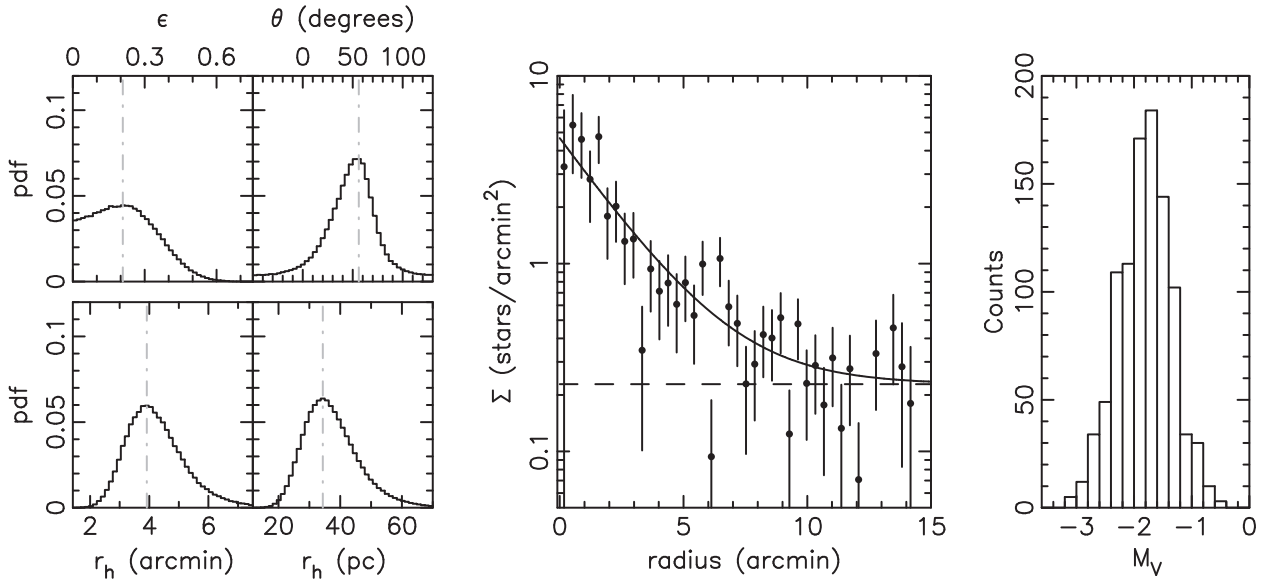 ϵ
θ (degrees)
0 0.3 0.6
0 50 100
pdf
0 0.05 0.1
pdf
0 0.05 0.1
2 4 6
20 40 60
r_h (arcmin)
r_h (pc)
Σ (stars/arcmin²)
0.1 1 10
0 5 10 15
radius (arcmin)
Counts
0 50 100 150 200
−3 −2 −1 0
M_V